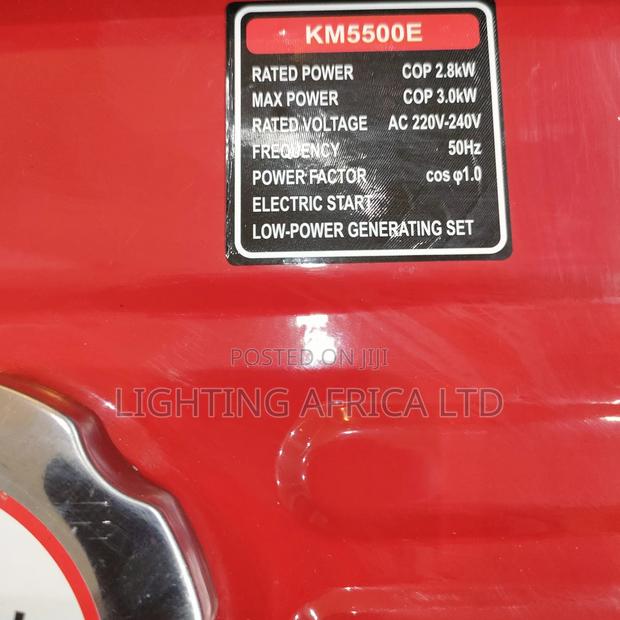 KM5500E
RATED POWER COP 2.8kW
MAX POWER COP 3.0kW
RATED VOLTAGE AC 220V-240V
FREQUENCY 50Hz
POWER FACTOR cos φ1.0
ELECTRIC START
LOW-POWER GENERATING SET
POSTED ON JIJI
LIGHTING AFRICA LTD